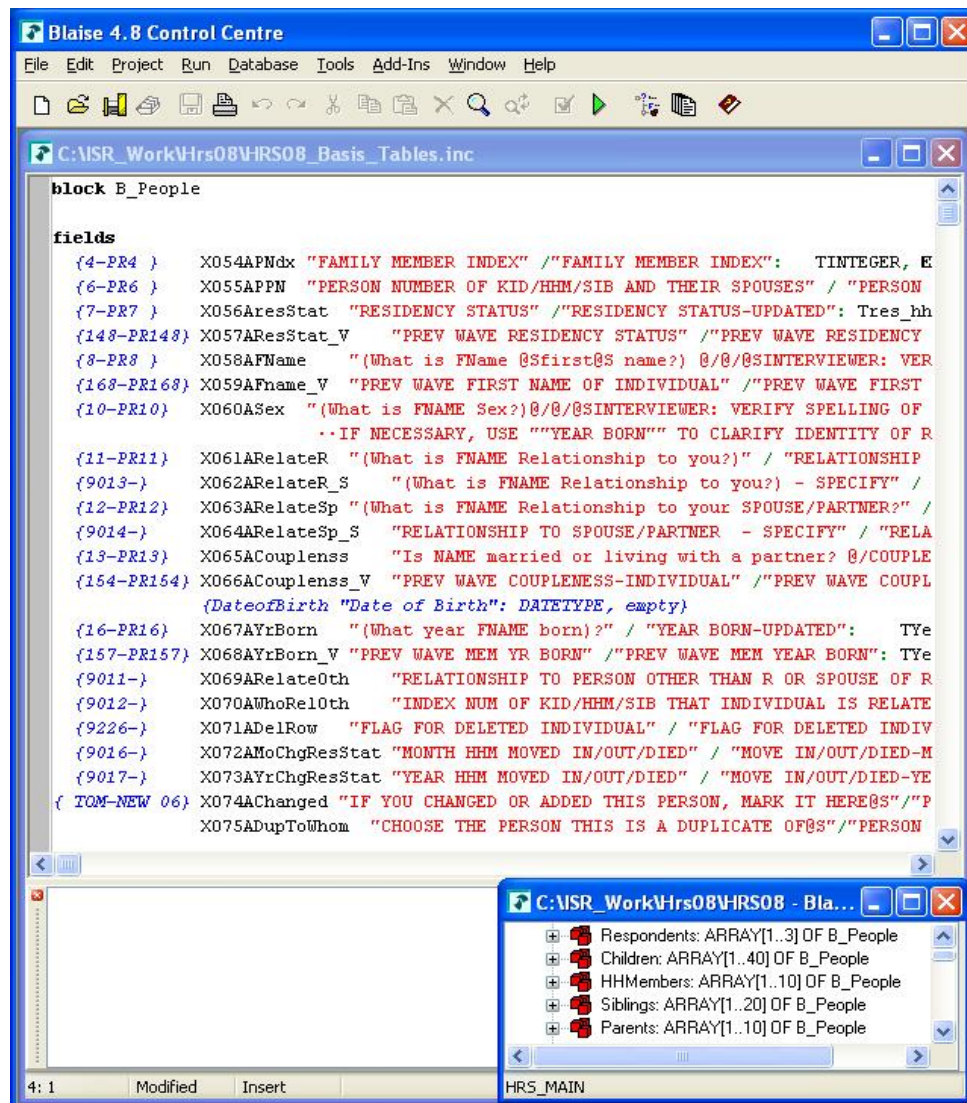 Blaise 4.8 Control Centre
File Edit Project Run Database Tools Add-Ins Window Help
C:\ISR_Work\Hrs08\HRS08_Basis_Tables.inc
block B_People
fields
{4-PR4 } X054APNdx "FAMILY MEMBER INDEX" /"FAMILY MEMBER INDEX": TINTEGER, E
{6-PR6 } X055APPN "PERSON NUMBER OF KID/HHM/SIB AND THEIR SPOUSES" / "PERSON
{7-PR7 } X056AresStat "RESIDENCY STATUS" /"RESIDENCY STATUS-UPDATED": Tres_hh
{148-PR148} X057AResStat_V "PREV WAVE RESIDENCY STATUS" /"PREV WAVE RESIDENCY
{8-PR8 } X058AFName "(What is FName @Sfirst@S name?) @/@/@SINTERVIEWER: VER
{168-PR168} X059AFname_V "PREV WAVE FIRST NAME OF INDIVIDUAL" /"PREV WAVE FIRST
{10-PR10} X060ASex "(What is FNAME Sex?)@/@/@SINTERVIEWER: VERIFY SPELLING OF
··IF NECESSARY, USE ""YEAR BORN"" TO CLARIFY IDENTITY OF R
{11-PR11} X061ARelateR "(What is FNAME Relationship to you?)" / "RELATIONSHIP
{9013-} X062ARelateR_S "(What is FNAME Relationship to you?) - SPECIFY" /
{12-PR12} X063ARelateSp "(What is FNAME Relationship to your SPOUSE/PARTNER?" /
{9014-} X064ARelateSp_S "RELATIONSHIP TO SPOUSE/PARTNER - SPECIFY" / "RELA
{13-PR13} X065ACouplenss "Is NAME married or living with a partner? @/COUPLE
{154-PR154} X066ACouplenss_V "PREV WAVE COUPLENESS-INDIVIDUAL" /"PREV WAVE COUPL
{DateofBirth "Date of Birth": DATETYPE, empty}
{16-PR16} X067AYrBorn "(What year FNAME born)?" / "YEAR BORN-UPDATED": TYe
{157-PR157} X068AYrBorn_V "PREV WAVE MEM YR BORN" /"PREV WAVE MEM YEAR BORN": TYe
{9011-} X069ARelateOth "RELATIONSHIP TO PERSON OTHER THAN R OR SPOUSE OF R
{9012-} X070AWhoRelOth "INDEX NUM OF KID/HHM/SIB THAT INDIVIDUAL IS RELATE
{9226-} X071ADelRow "FLAG FOR DELETED INDIVIDUAL" / "FLAG FOR DELETED INDIV
{9016-} X072AMoChgResStat "MONTH HHM MOVED IN/OUT/DIED" / "MOVE IN/OUT/DIED-M
{9017-} X073AYrChgResStat "YEAR HHM MOVED IN/OUT/DIED" / "MOVE IN/OUT/DIED-YE
{ TOM-NEW 06} X074AChanged "IF YOU CHANGED OR ADDED THIS PERSON, MARK IT HERE@S"/"P
X075ADupToWhom "CHOOSE THE PERSON THIS IS A DUPLICATE OF@S"/"PERSON
C:\ISR_Work\Hrs08\HRS08 - Bla...
Respondents: ARRAY[1..3] OF B_People
Children: ARRAY[1..40] OF B_People
HHMembers: ARRAY[1..10] OF B_People
Siblings: ARRAY[1..20] OF B_People
Parents: ARRAY[1..10] OF B_People
4: 1 Modified Insert
HRS_MAIN